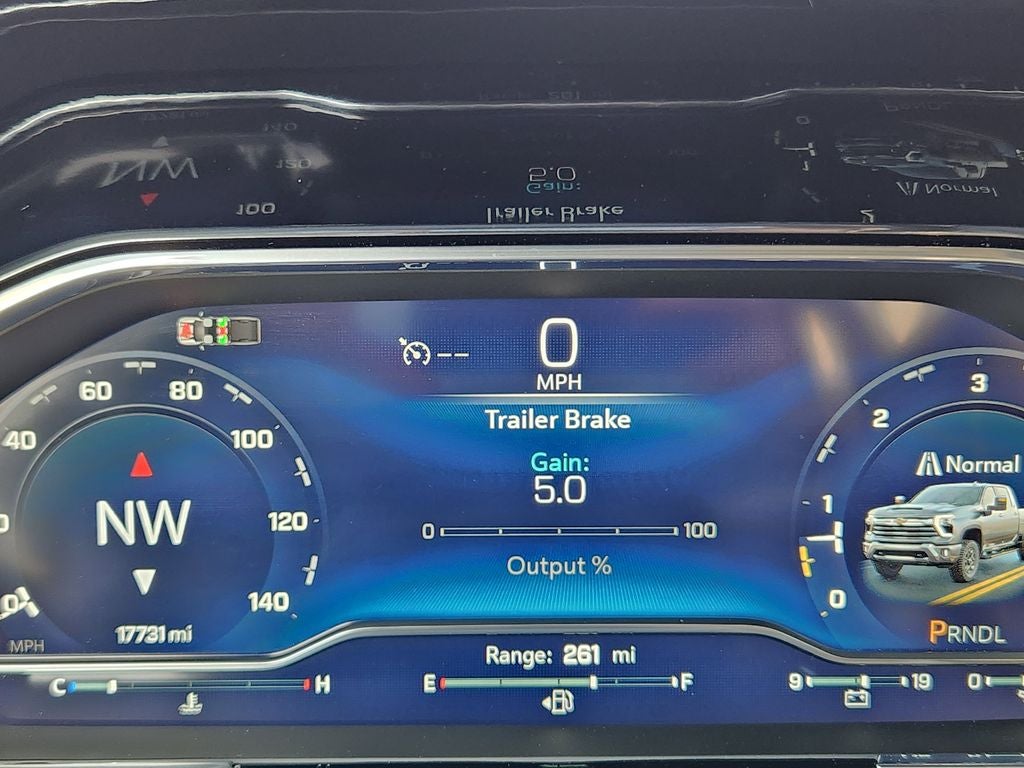 0
MPH
Trailer Brake
Gain:
5.0
0 100
Output %
40 60 80 100 120 140
NW
17731 mi
MPH
0 1 2 3
Normal
PRNDL
Range: 261 mi
C H
E F
9 19
0